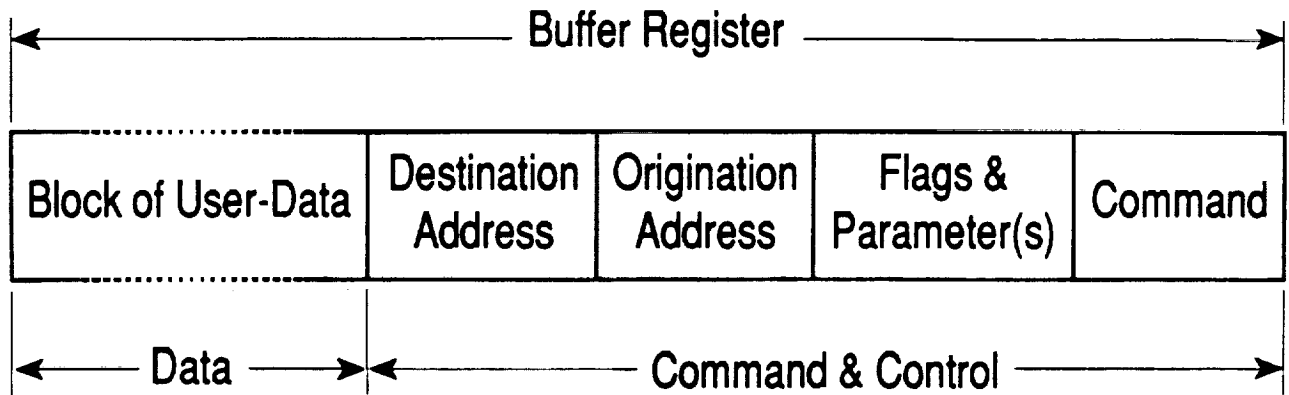 Buffer Register
Block of User-Data
Destination
Address
Origination
Address
Flags &
Parameter(s)
Command
Data
Command & Control